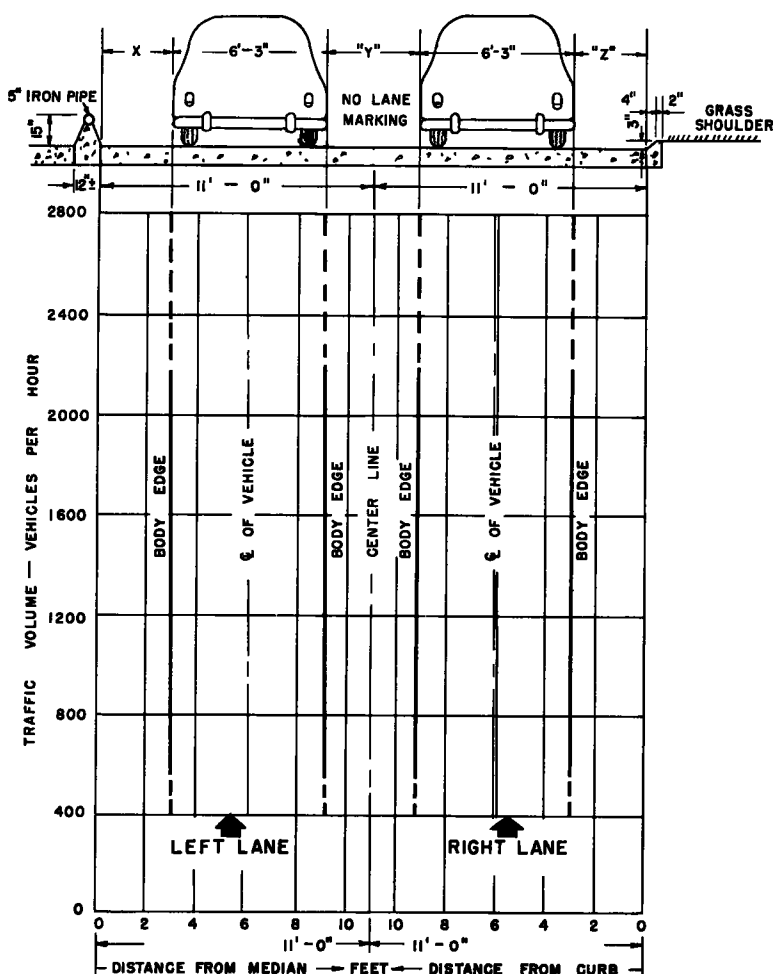 X 6'-3" "Y" 6'-3" "Z"
5" IRON PIPE
15"
NO LANE
MARKING
4" 2"
3"
GRASS
SHOULDER
12"±
11' - 0" 11' - 0"
2800
2400
2000
1600
1200
800
400
0
TRAFFIC VOLUME — VEHICLES PER HOUR
BODY EDGE
℄ OF VEHICLE
BODY EDGE
CENTER LINE
BODY EDGE
℄ OF VEHICLE
BODY EDGE
LEFT LANE RIGHT LANE
0 2 4 6 8 10 10 8 6 4 2 0
11'-0" 11'-0"
DISTANCE FROM MEDIAN FEET DISTANCE FROM CURB